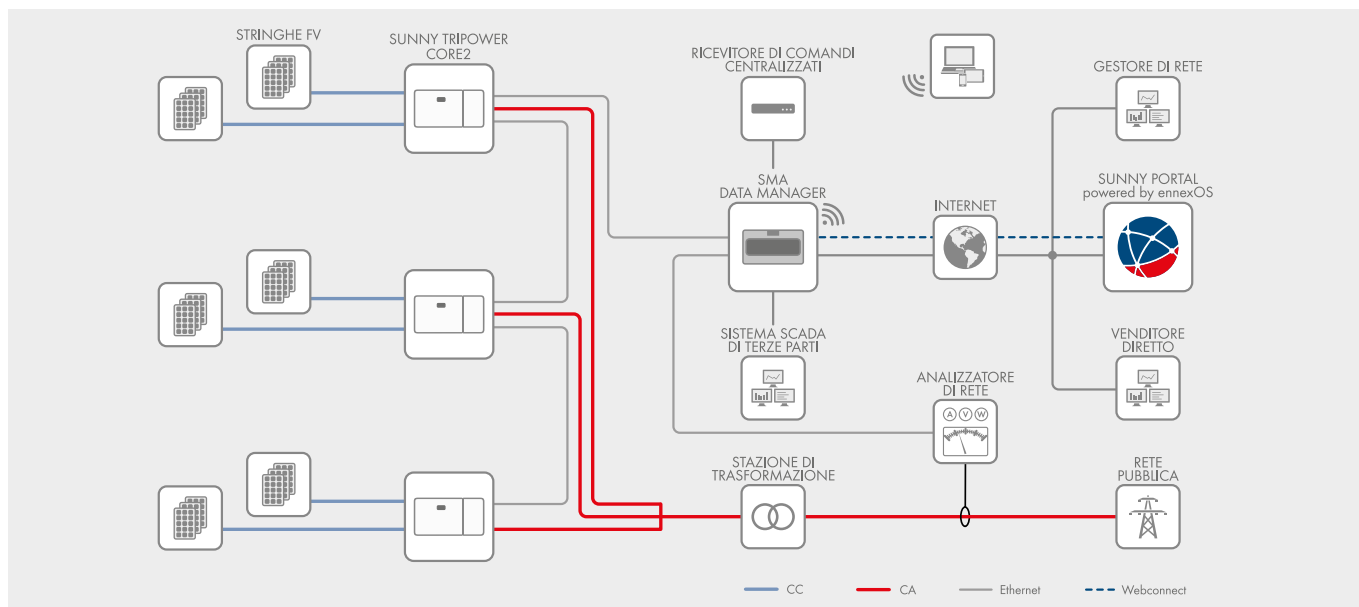 STRINGHE FV
SUNNY TRIPOWER
CORE2
RICEVITORE DI COMANDI
CENTRALIZZATI
GESTORE DI RETE
SMA
DATA MANAGER
INTERNET
SUNNY PORTAL
powered by ennexOS
SISTEMA SCADA
DI TERZE PARTI
VENDITORE
DIRETTO
ANALIZZATORE
DI RETE
A V W
STAZIONE DI
TRASFORMAZIONE
RETE
PUBBLICA
CC
CA
Ethernet
Webconnect